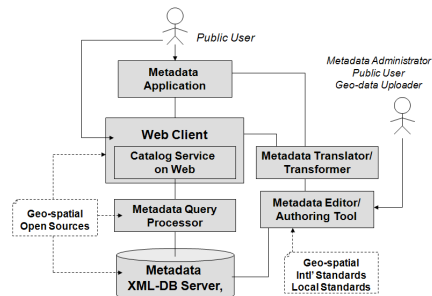 Public User
Metadata Administrator
Public User
Geo-data Uploader
Metadata
Application
Web Client
Catalog Service
on Web
Metadata Translator/
Transformer
Geo-spatial
Open Sources
Metadata Query
Processor
Metadata Editor/
Authoring Tool
Metadata
XML-DB Server,
Geo-spatial
Intl' Standards
Local Standards